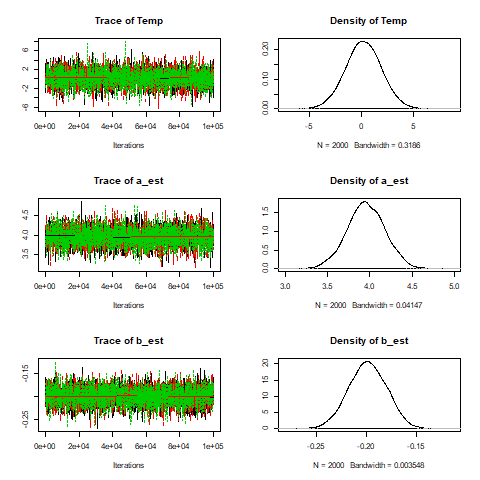 Trace of Temp
6
2
-2
-6
0e+00 2e+04 4e+04 6e+04 8e+04 1e+05
Iterations
Density of Temp
0.20
0.10
0.00
-5 0 5
N = 2000 Bandwidth = 0.3186
Trace of a_est
4.5
4.0
3.5
0e+00 2e+04 4e+04 6e+04 8e+04 1e+05
Iterations
Density of a_est
1.5
1.0
0.5
0.0
3.0 3.5 4.0 4.5 5.0
N = 2000 Bandwidth = 0.04147
Trace of b_est
-0.15
-0.25
0e+00 2e+04 4e+04 6e+04 8e+04 1e+05
Iterations
Density of b_est
20
15
10
5
0
-0.25 -0.20 -0.15
N = 2000 Bandwidth = 0.003548